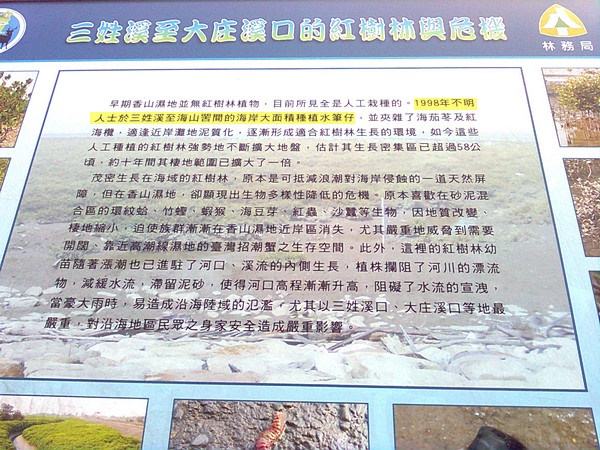 三姓溪至大庄溪口的紅樹林與危機
林務局
早期香山濕地並無紅樹林植物，目前所見全是人工栽種的。1998年不明
人士於三姓溪至海山罟間的海岸大面積種植水筆仔，並夾雜了海茄苳及紅
海欖，適逢近岸灘地泥質化，逐漸形成適合紅樹林生長的環境，如今這些
人工種植的紅樹林強勢地不斷擴大地盤，估計其生長密集區已超過58公
頃，約十年間其棲地範圍已擴大了一倍。
茂密生長在海域的紅樹林，原本是可抵減浪潮對海岸侵蝕的一道天然屏
障，但在香山濕地，卻顯現出生物多樣性降低的危機。原本喜歡在砂泥混
合區的環紋蛤、竹蟶、蝦猴、海豆芽、紅蟲、沙蠶等生物，因地質改變、
棲地縮小，迫使族群漸漸在香山濕地近岸區消失，尤其嚴重地威脅到需要
開闊、靠近高潮線濕地的臺灣招潮蟹之生存空間。此外，這裡的紅樹林幼
苗隨著漲潮也已進駐了河口、溪流的內側生長，植株攔阻了河川的漂流
物，減緩水流，滯留泥砂，使得河口高程漸漸升高，阻礙了水流的宣洩，
當豪大雨時，易造成沿海陸域的氾濫，尤其以三姓溪口、大庄溪口等地最
嚴重，對沿海地區民眾之身家安全造成嚴重影響。